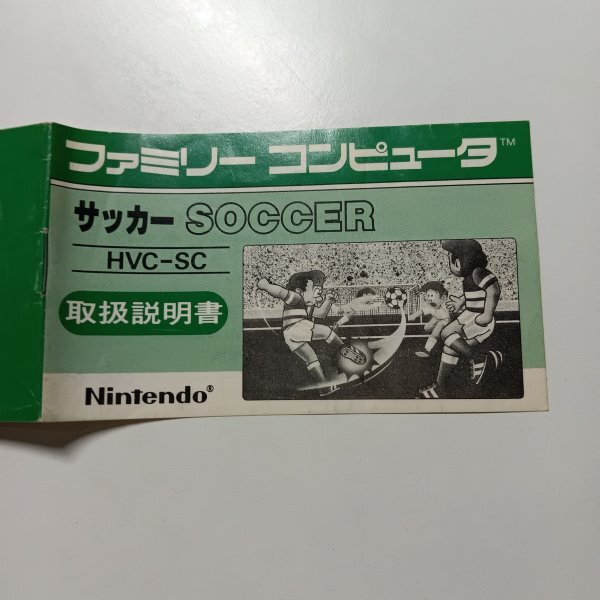 ファミリー コンピュータ™
サッカー SOCCER
HVC-SC
取扱説明書
Nintendo®